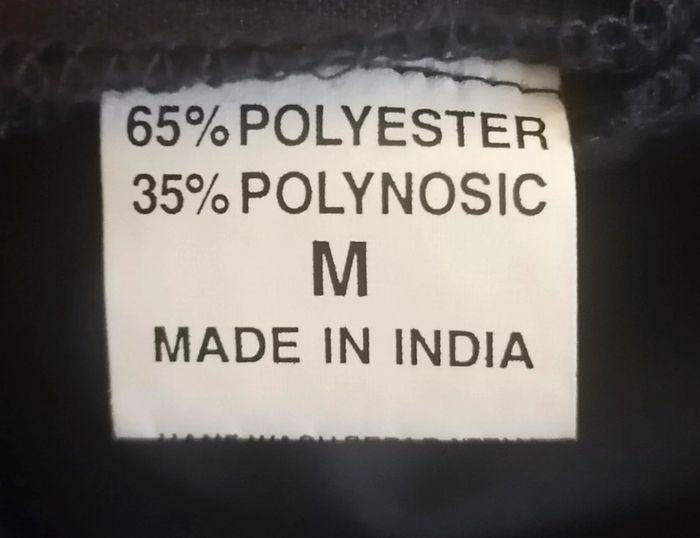 65% POLYESTER
35% POLYNOSIC
M
MADE IN INDIA